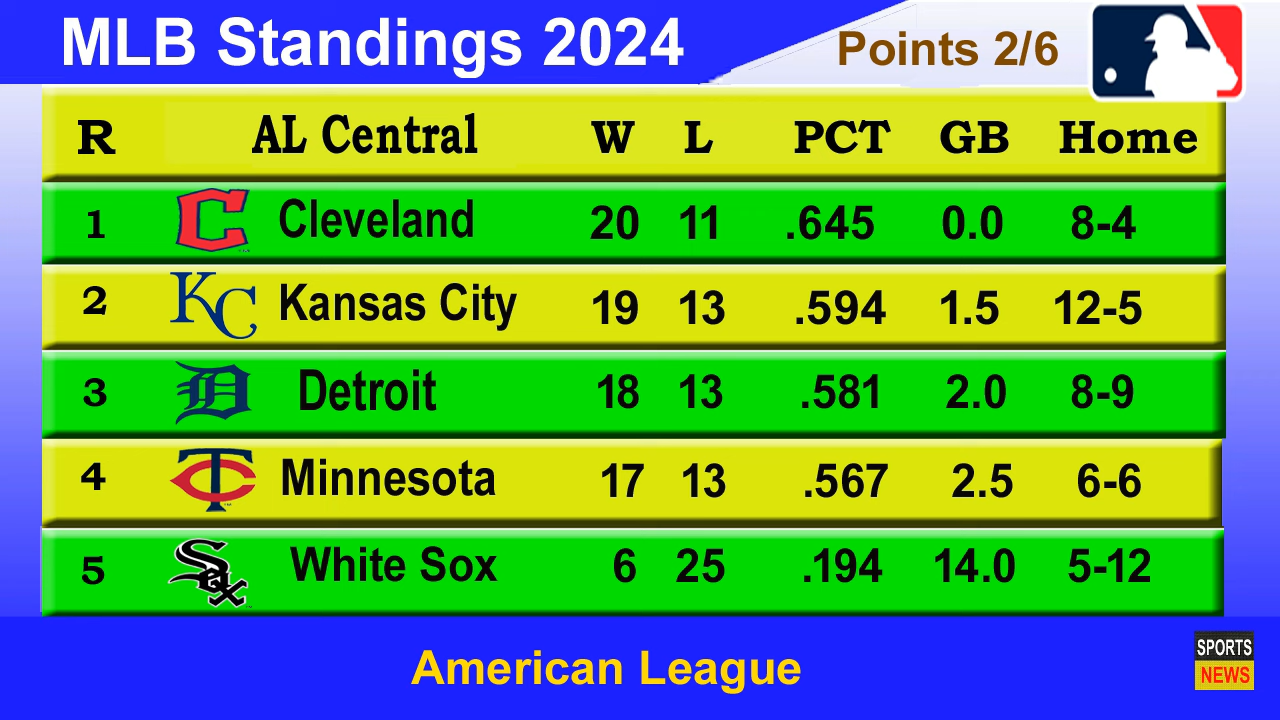 MLB Standings 2024 Points 2/6
R AL Central W L PCT GB Home
1 C Cleveland 20 11 .645 0.0 8-4
2 KC Kansas City 19 13 .594 1.5 12-5
3 D Detroit 18 13 .581 2.0 8-9
4 TC Minnesota 17 13 .567 2.5 6-6
5 Sox White Sox 6 25 .194 14.0 5-12
American League
SPORTS
NEWS